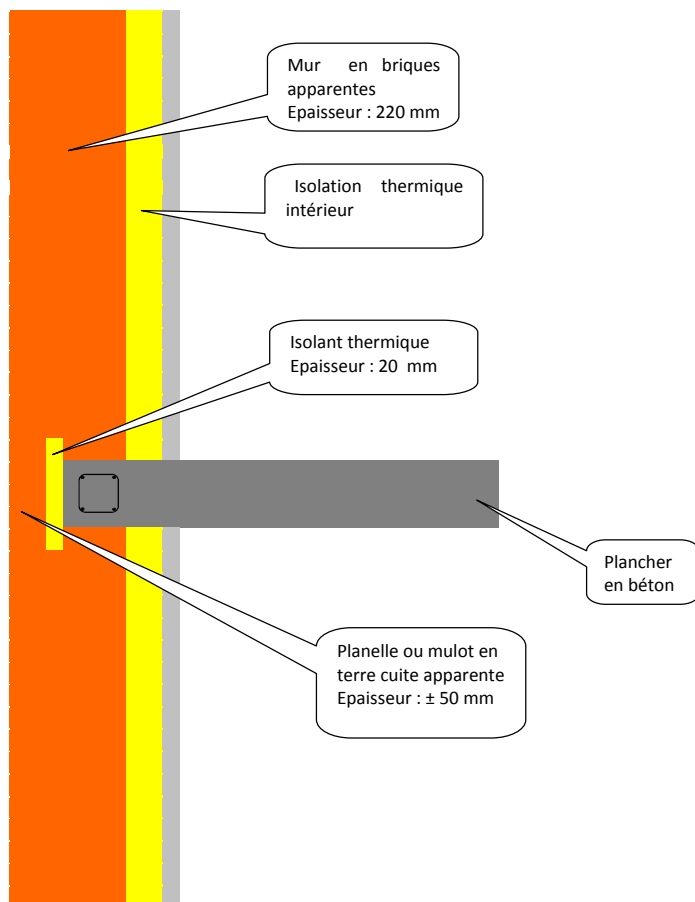 Mur en briques
apparentes
Epaisseur : 220 mm
Isolation thermique
intérieur
Isolant thermique
Epaisseur : 20 mm
Plancher
en béton
Planelle ou mulot en
terre cuite apparente
Epaisseur : ± 50 mm